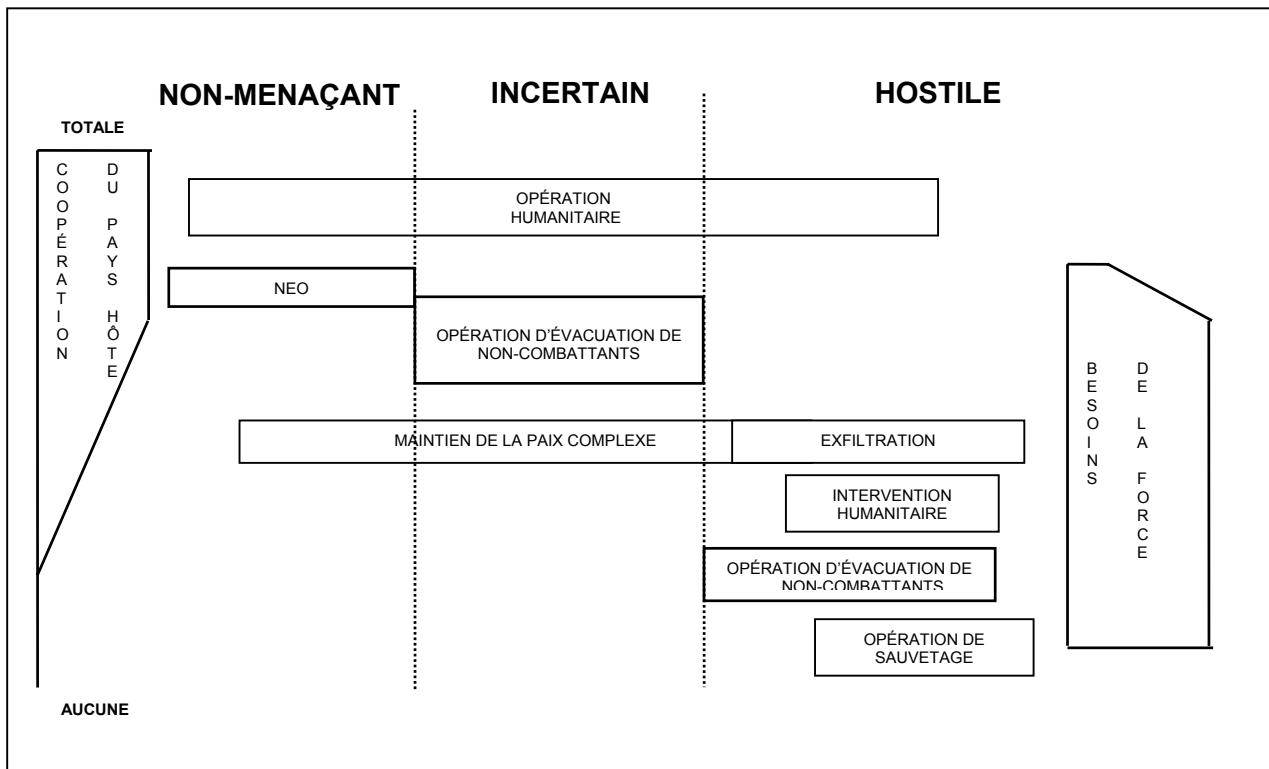 NON-MENAÇANT
INCERTAIN
HOSTILE
TOTALE
COOPÉRATION
DU PAYS HÔTE
OPÉRATION
HUMANITAIRE
NEO
OPÉRATION D'ÉVACUATION DE
NON-COMBATTANTS
MAINTIEN DE LA PAIX COMPLEXE
EXFILTRATION
INTERVENTION
HUMANITAIRE
OPÉRATION D'ÉVACUATION DE
NON-COMBATTANTS
OPÉRATION DE
SAUVETAGE
BESOINS
DE LA FORCE
AUCUNE